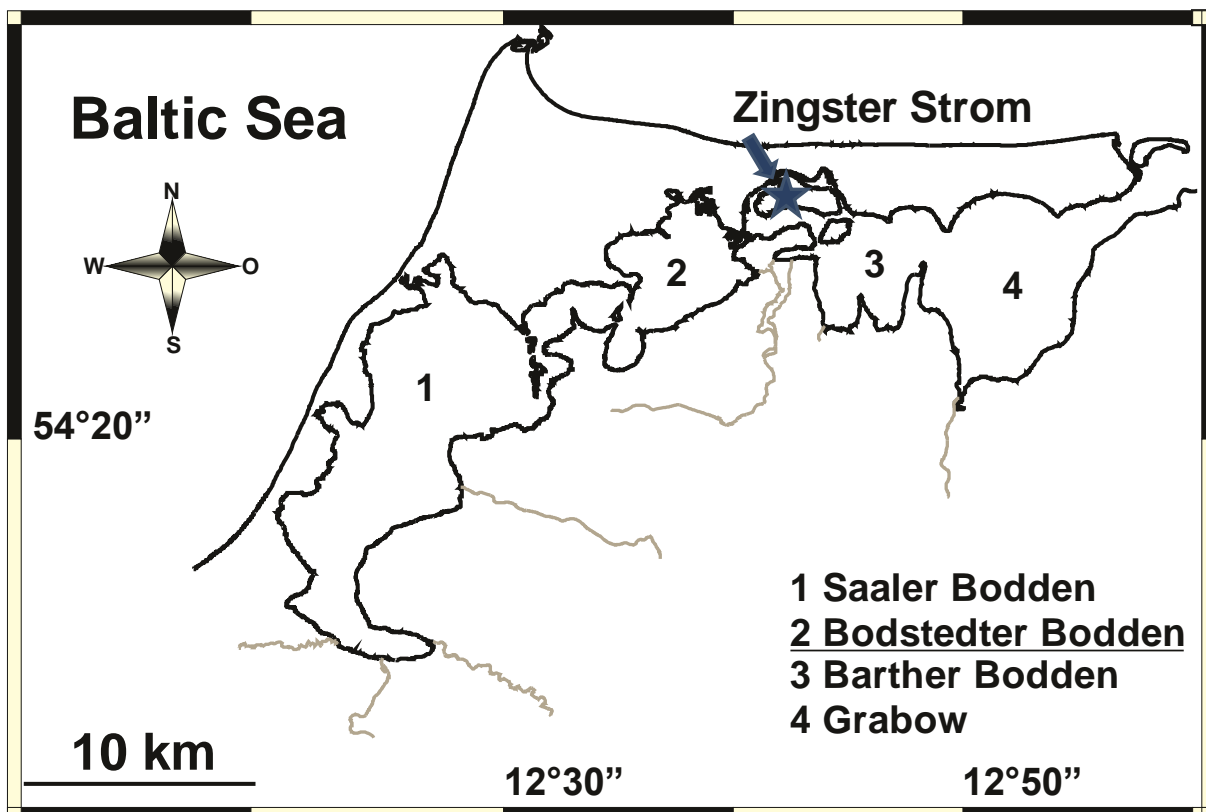 Baltic Sea
Zingster Strom
N
W
O
S
1
2
3
4
54°20”
1 Saaler Bodden
2 Bodstedter Bodden
3 Barther Bodden
4 Grabow
10 km
12°30”
12°50”